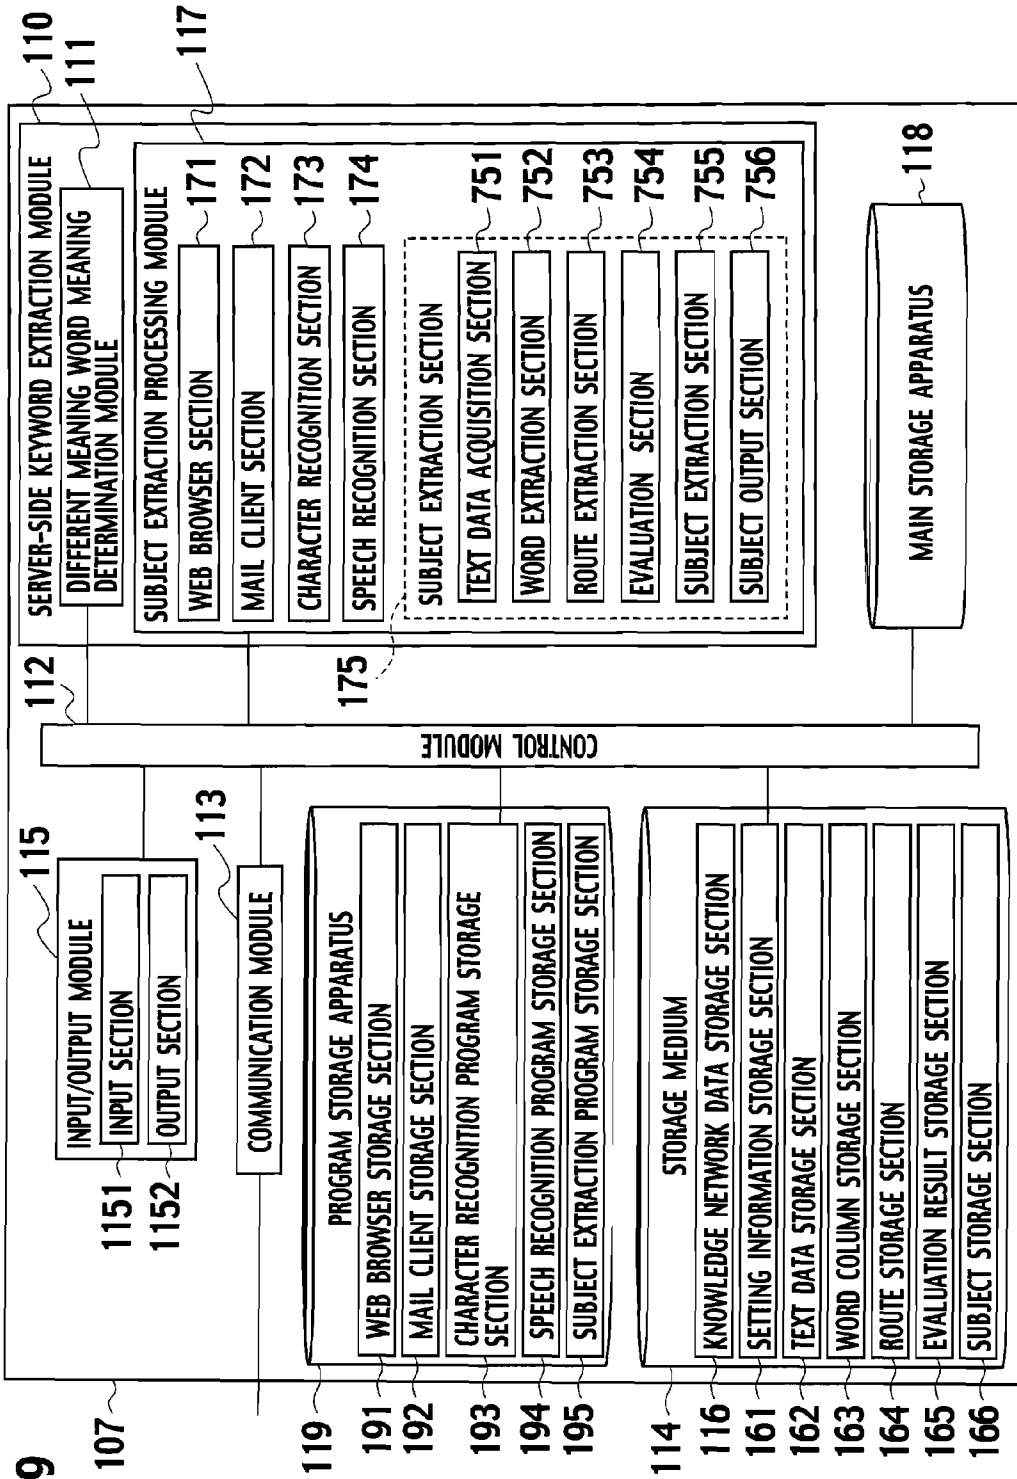 9
107
INPUT/OUTPUT MODULE
115
INPUT SECTION
1151
OUTPUT SECTION
1152
COMMUNICATION MODULE
113
PROGRAM STORAGE APPARATUS
119
WEB BROWSER STORAGE SECTION
191
MAIL CLIENT STORAGE SECTION
192
CHARACTER RECOGNITION PROGRAM STORAGE
SECTION
193
SPEECH RECOGNITION PROGRAM STORAGE SECTION
194
SUBJECT EXTRACTION PROGRAM STORAGE SECTION
195
STORAGE MEDIUM
114
KNOWLEDGE NETWORK DATA STORAGE SECTION
116
SETTING INFORMATION STORAGE SECTION
161
TEXT DATA STORAGE SECTION
162
WORD COLUMN STORAGE SECTION
163
ROUTE STORAGE SECTION
164
EVALUATION RESULT STORAGE SECTION
165
SUBJECT STORAGE SECTION
166
112
CONTROL MODULE
SERVER-SIDE KEYWORD EXTRACTION MODULE
110
DIFFERENT MEANING WORD MEANING
DETERMINATION MODULE
111
SUBJECT EXTRACTION PROCESSING MODULE
117
WEB BROWSER SECTION
171
MAIL CLIENT SECTION
172
CHARACTER RECOGNITION SECTION
173
SPEECH RECOGNITION SECTION
174
175
SUBJECT EXTRACTION SECTION
TEXT DATA ACQUISITION SECTION
751
WORD EXTRACTION SECTION
752
ROUTE EXTRACTION SECTION
753
EVALUATION SECTION
754
SUBJECT EXTRACTION SECTION
755
SUBJECT OUTPUT SECTION
756
MAIN STORAGE APPARATUS
118